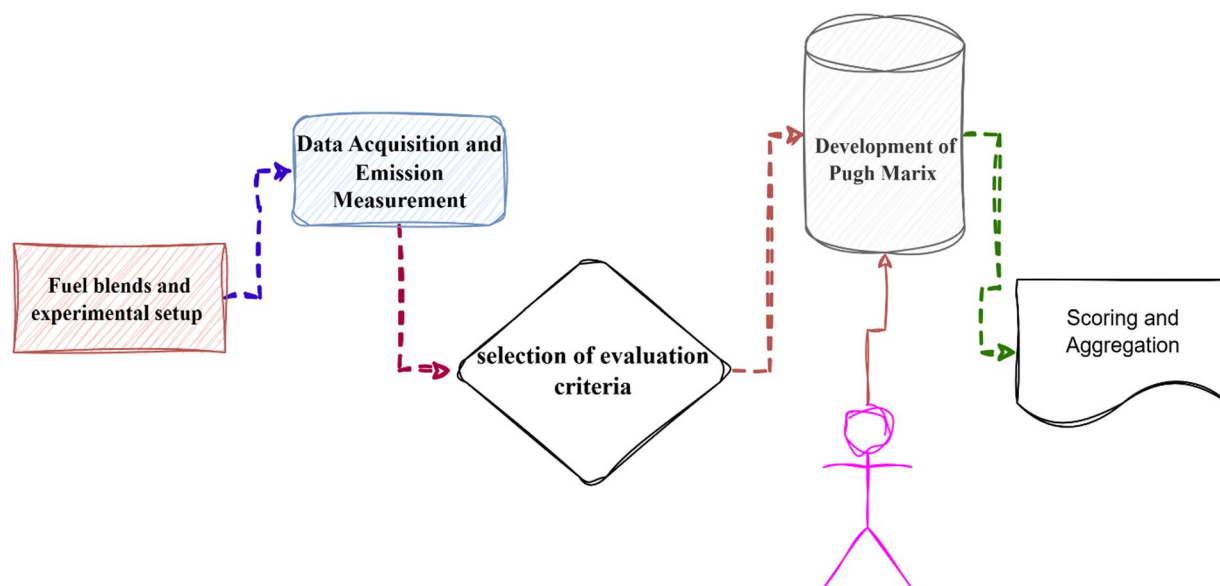 Fuel blends and
experimental setup
Data Acquisition and
Emission
Measurement
selection of evaluation
criteria
Development of
Pugh Marix
Scoring and
Aggregation